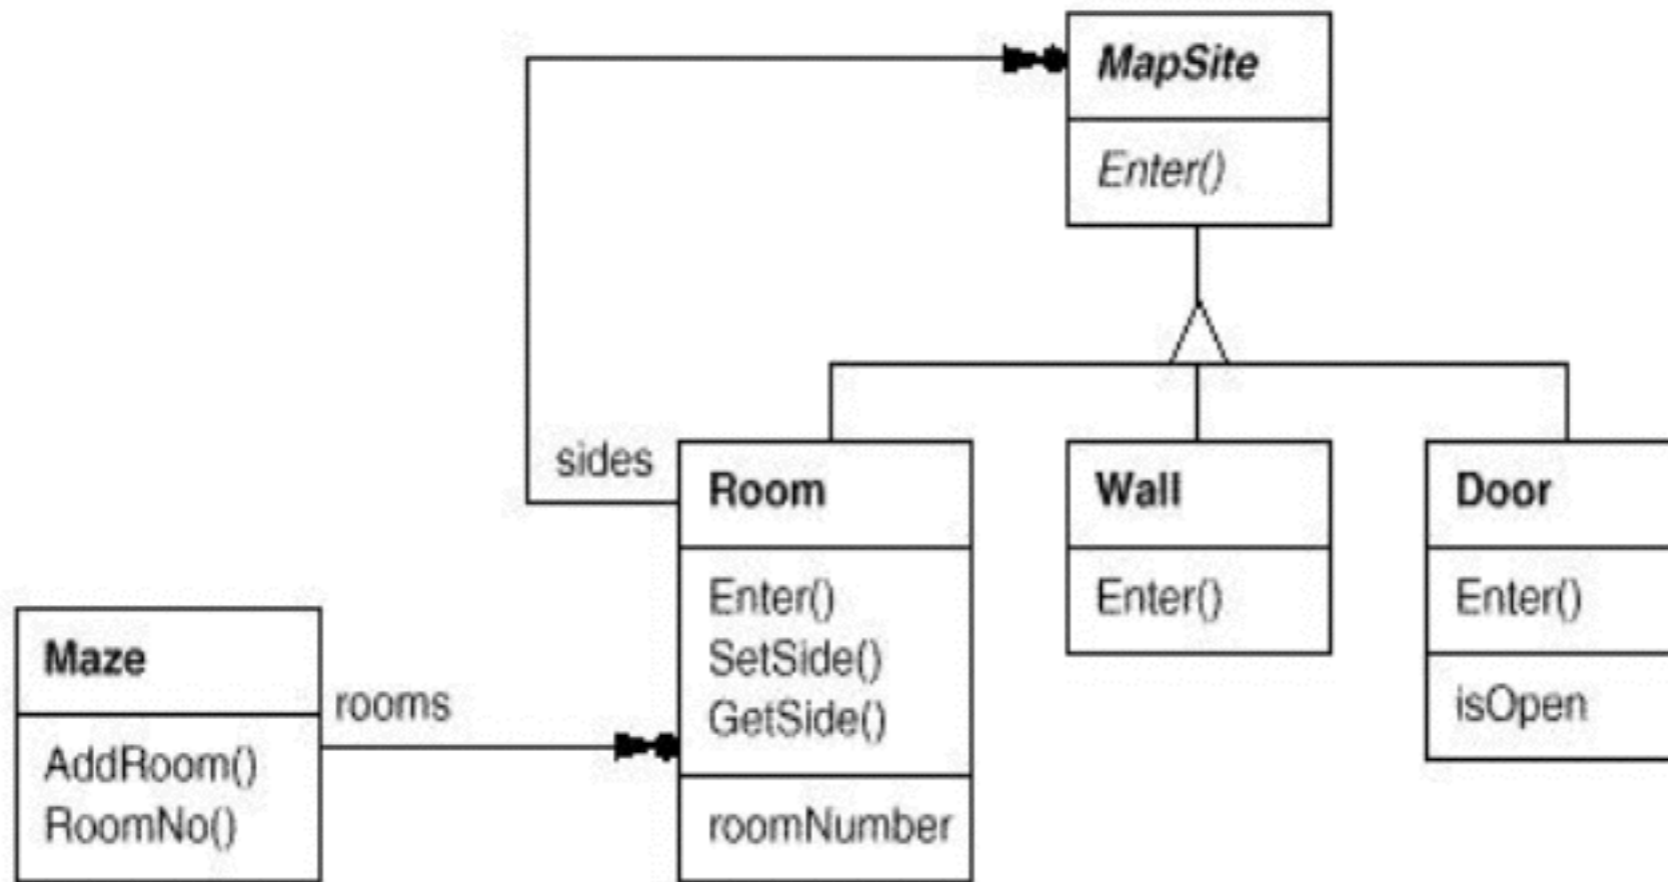 MapSite
Enter()
sides
Room
Enter()
SetSide()
GetSide()
roomNumber
Wall
Enter()
Door
Enter()
isOpen
Maze
AddRoom()
RoomNo()
rooms